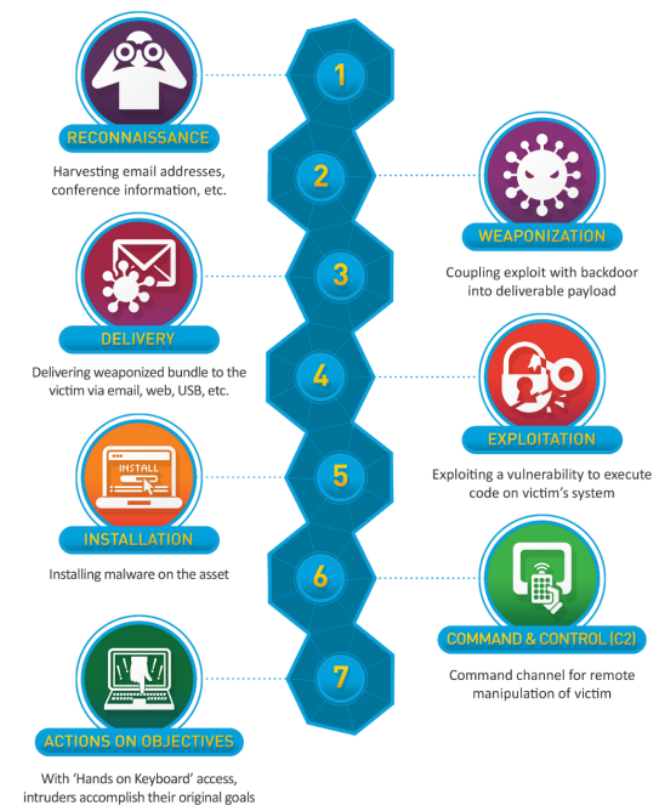 1
RECONNAISSANCE
Harvesting email addresses,
conference information, etc.
2
WEAPONIZATION
Coupling exploit with backdoor
into deliverable payload
3
DELIVERY
Delivering weaponized bundle to the
victim via email, web, USB, etc.
4
EXPLOITATION
Exploiting a vulnerability to execute
code on victim's system
5
INSTALL
INSTALLATION
Installing malware on the asset
6
COMMAND & CONTROL (C2)
Command channel for remote
manipulation of victim
7
ACTIONS ON OBJECTIVES
With 'Hands on Keyboard' access,
intruders accomplish their original goals